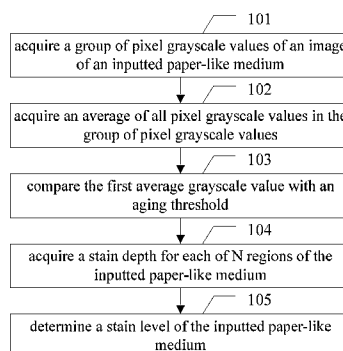 101
acquire a group of pixel grayscale values of an image
of an inputted paper-like medium
102
acquire an average of all pixel grayscale values in the
group of pixel grayscale values
103
compare the first average grayscale value with an
aging threshold
104
acquire a stain depth for each of N regions of the
inputted paper-like medium
105
determine a stain level of the inputted paper-like
medium